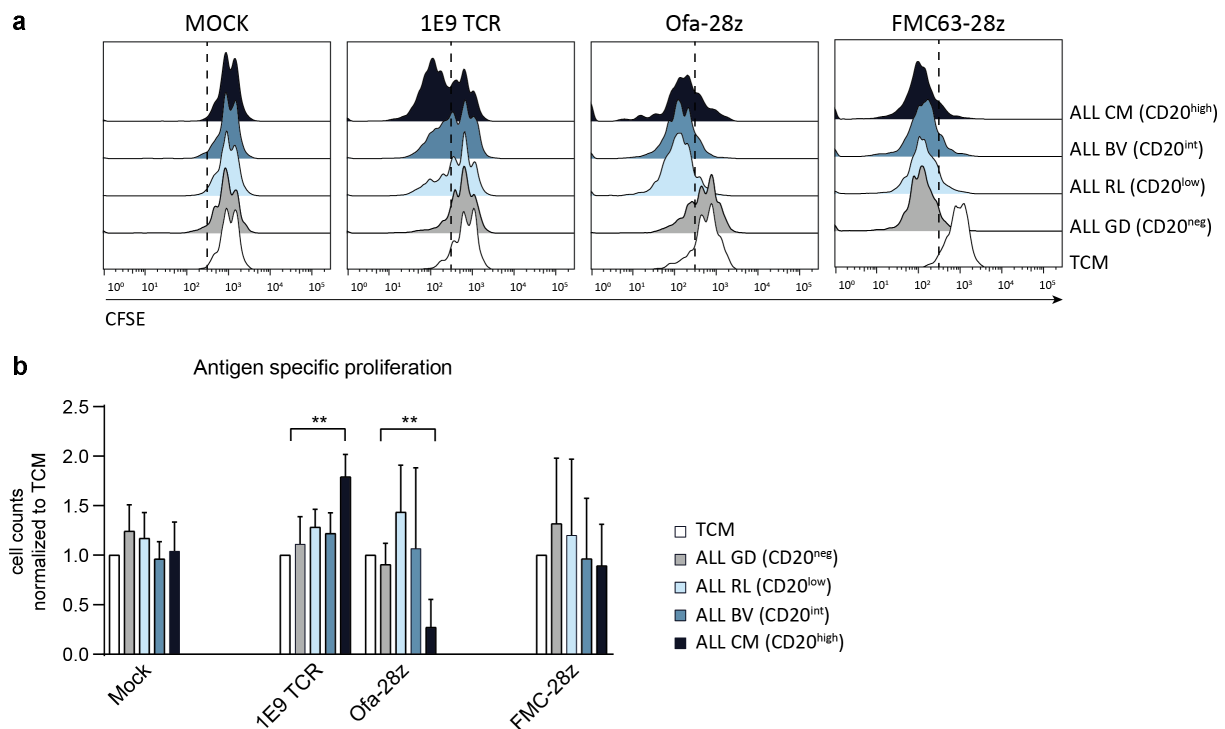 a
MOCK 1E9 TCR Ofa-28z FMC63-28z
ALL CM (CD20high)
ALL BV (CD20int)
ALL RL (CD20low)
ALL GD (CD20neg)
TCM
10⁰ 10¹ 10² 10³ 10⁴ 10⁵ 10⁰ 10¹ 10² 10³ 10⁴ 10⁵ 10⁰ 10¹ 10² 10³ 10⁴ 10⁵ 10⁰ 10¹ 10² 10³ 10⁴ 10⁵
CFSE
b
Antigen specific proliferation
cell counts
normalized to TCM
2.5
2.0
1.5
1.0
0.5
0.0
** **
Mock 1E9 TCR Ofa-28z FMC-28z
TCM
ALL GD (CD20neg)
ALL RL (CD20low)
ALL BV (CD20int)
ALL CM (CD20high)